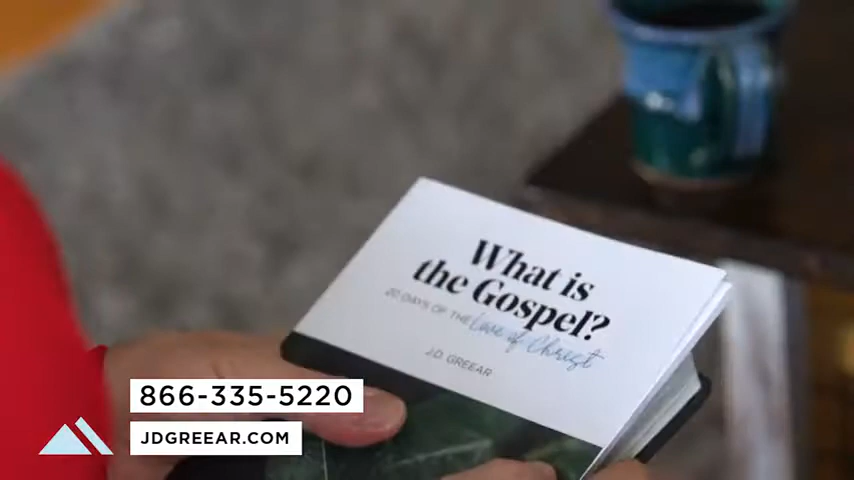 What is
the Gospel?
20 DAYS OF THE Love of Christ
J.D. GREEAR
866-335-5220
JDGREEAR.COM